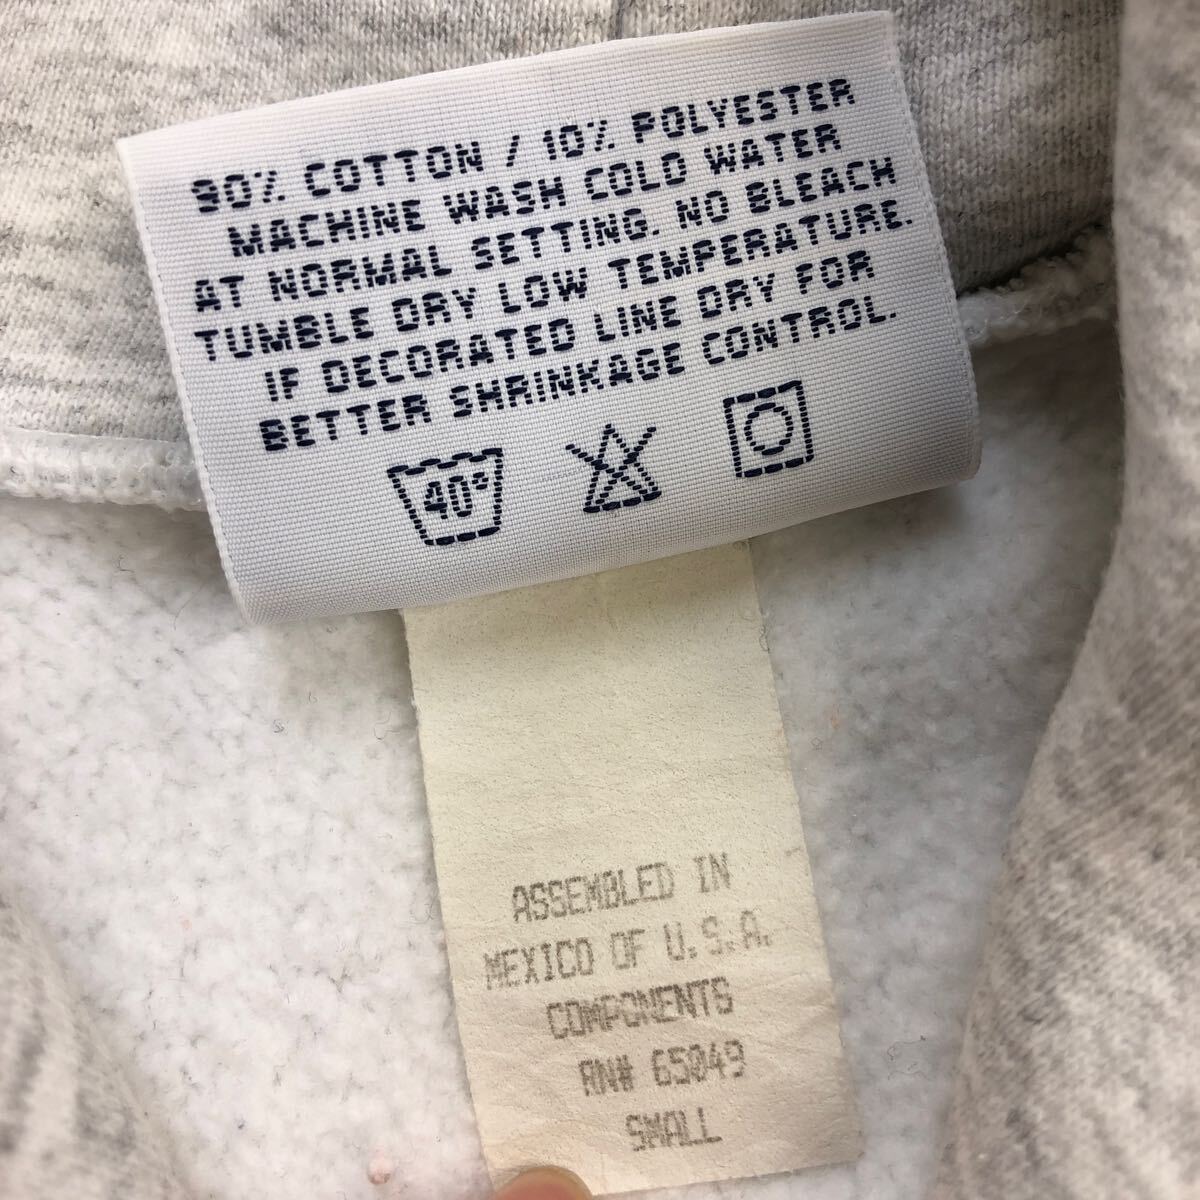 90% COTTON / 10% POLYESTER
MACHINE WASH COLD WATER
AT NORMAL SETTING. NO BLEACH
TUMBLE DRY LOW TEMPERATURE.
IF DECORATED LINE DRY FOR
BETTER SHRINKAGE CONTROL.
40°
ASSEMBLED IN
MEXICO OF U.S.A.
COMPONENTS
RN# 65049
SMALL